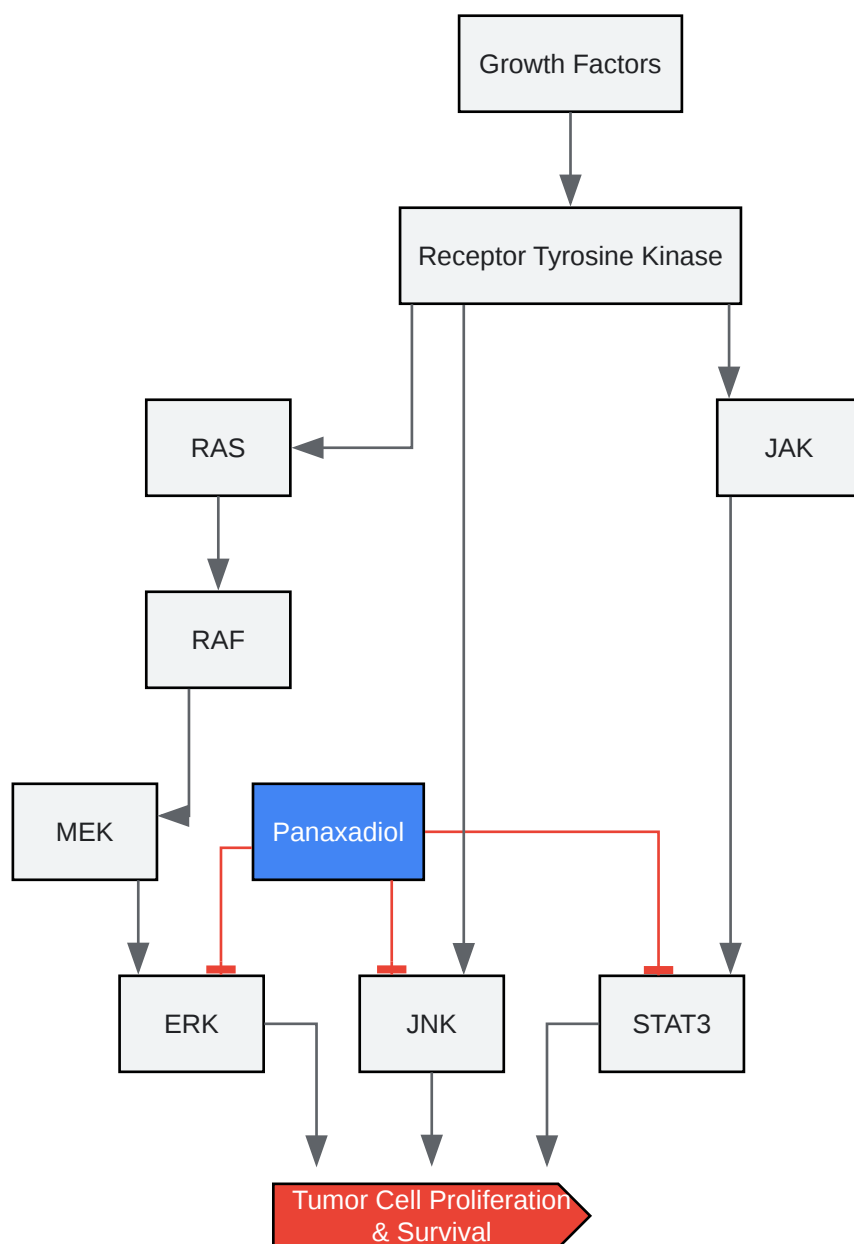 Growth Factors
Receptor Tyrosine Kinase
RAS
JAK
RAF
MEK
Panaxadiol
ERK
JNK
STAT3
Tumor Cell Proliferation
& Survival